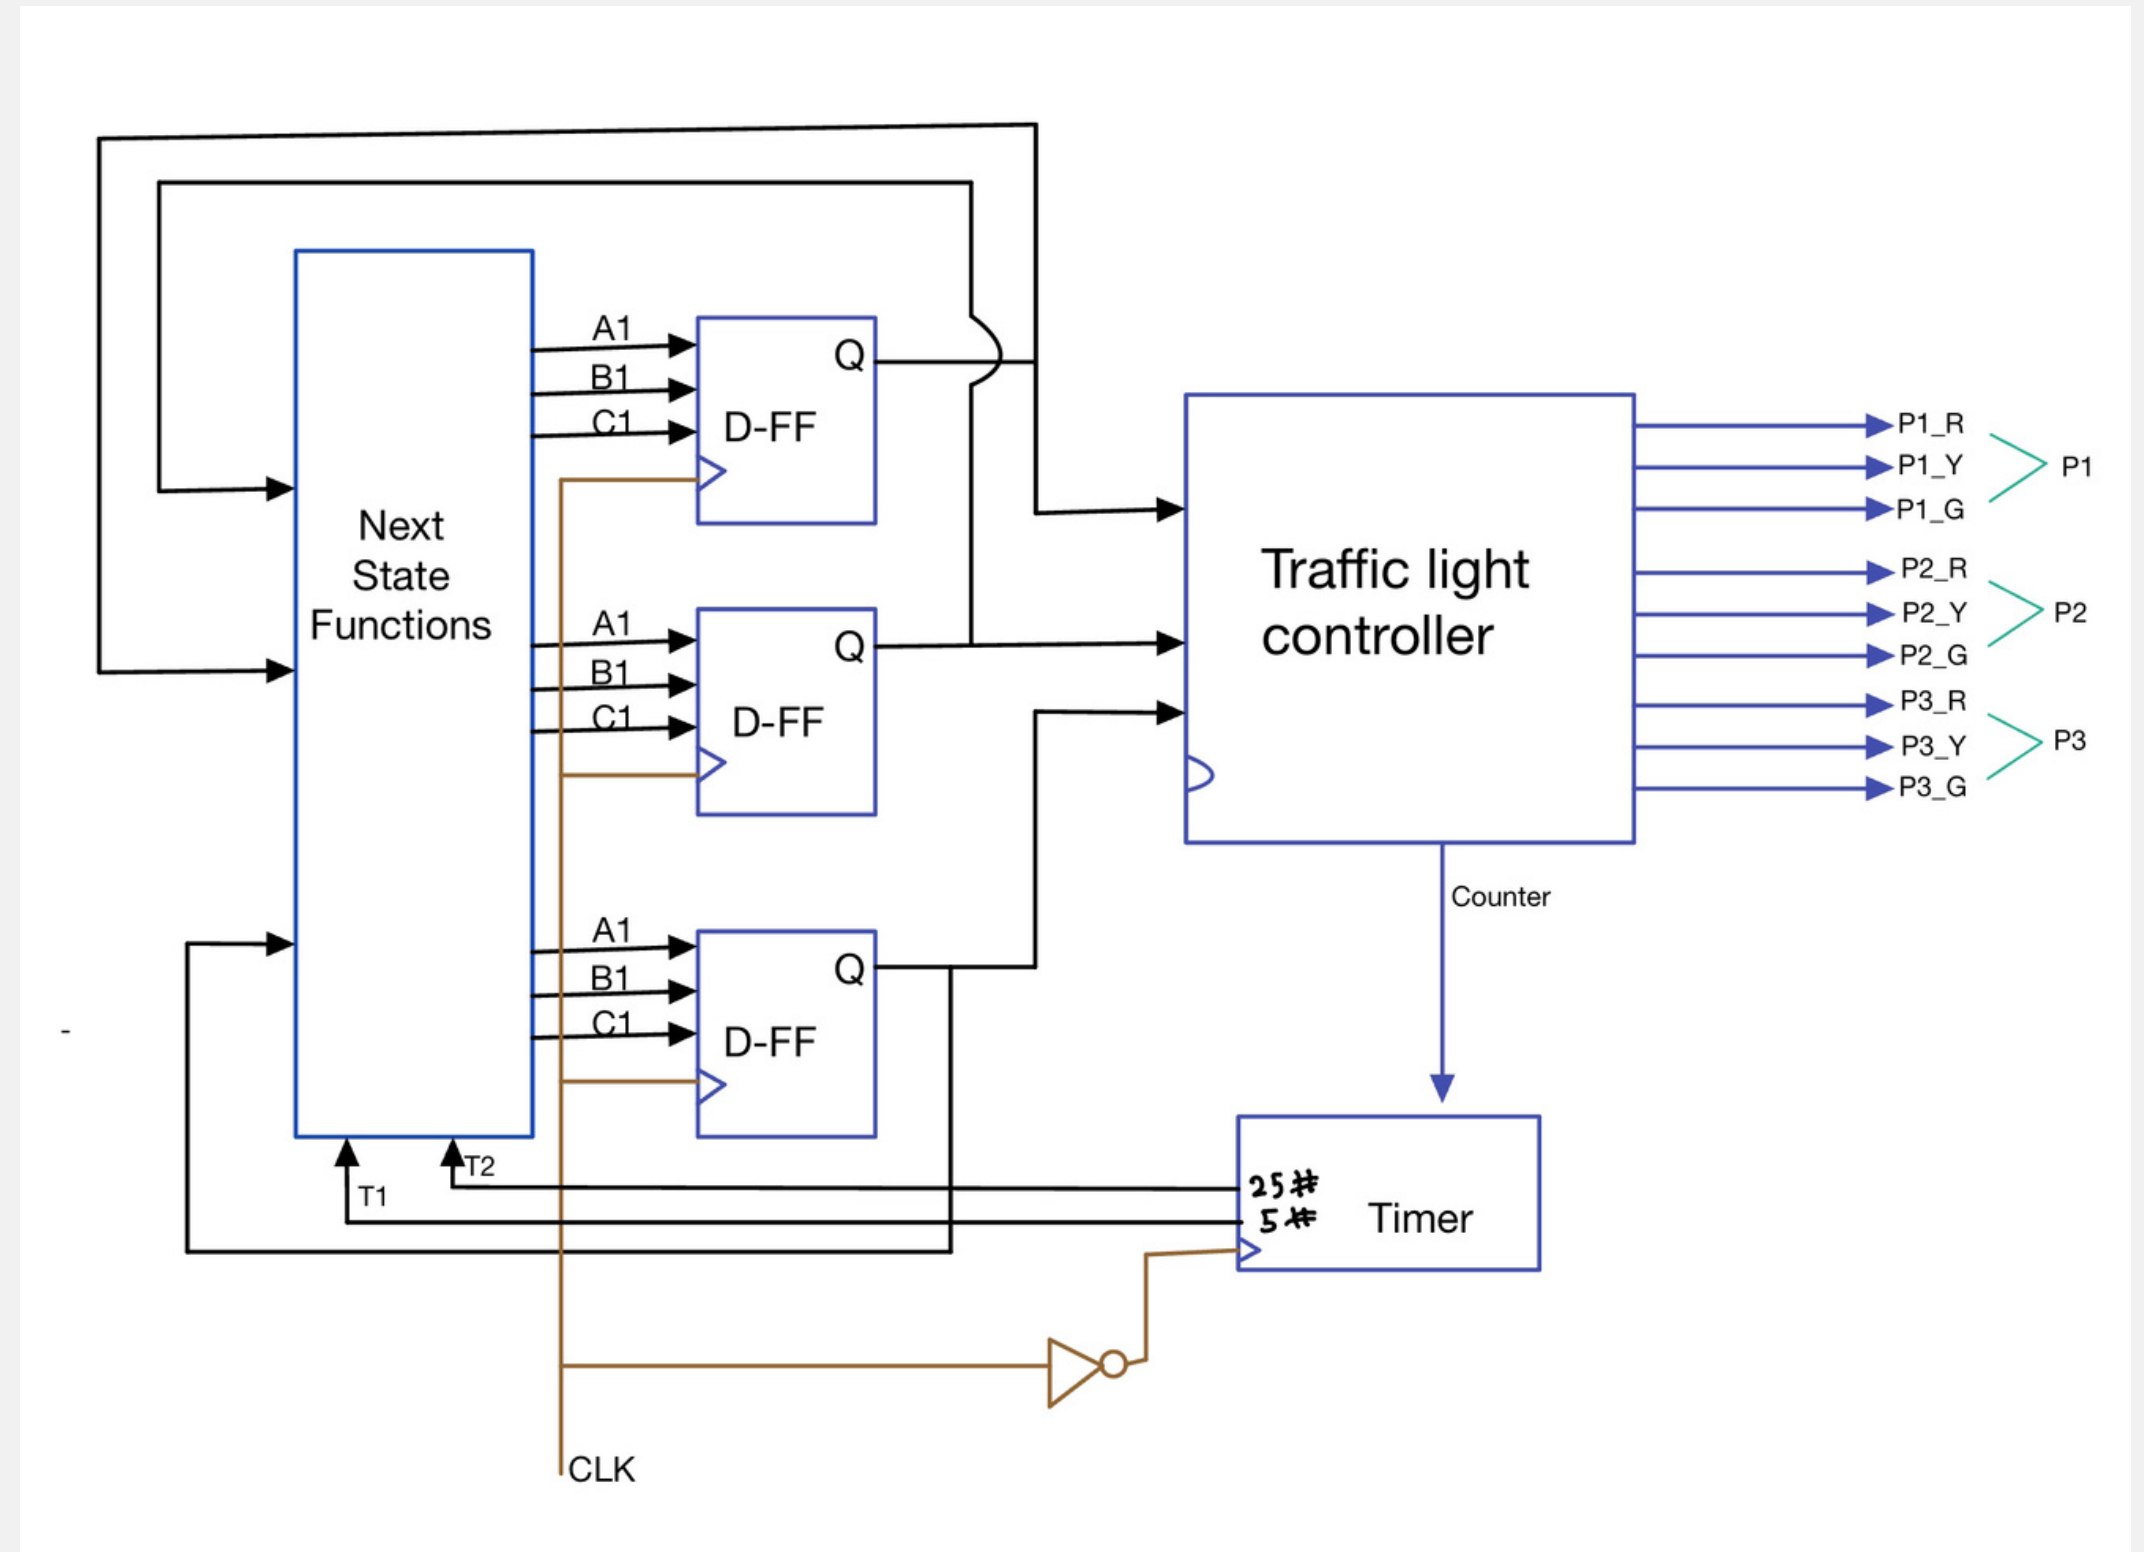 A1
B1
C1
Q
D-FF
Next
State
Functions
A1
B1
C1
Q
D-FF
A1
B1
C1
Q
D-FF
T1
T2
Traffic light
controller
P1_R
P1_Y
P1_G
P1
P2_R
P2_Y
P2_G
P2
P3_R
P3_Y
P3_G
P3
Counter
25#
5#
Timer
-
CLK